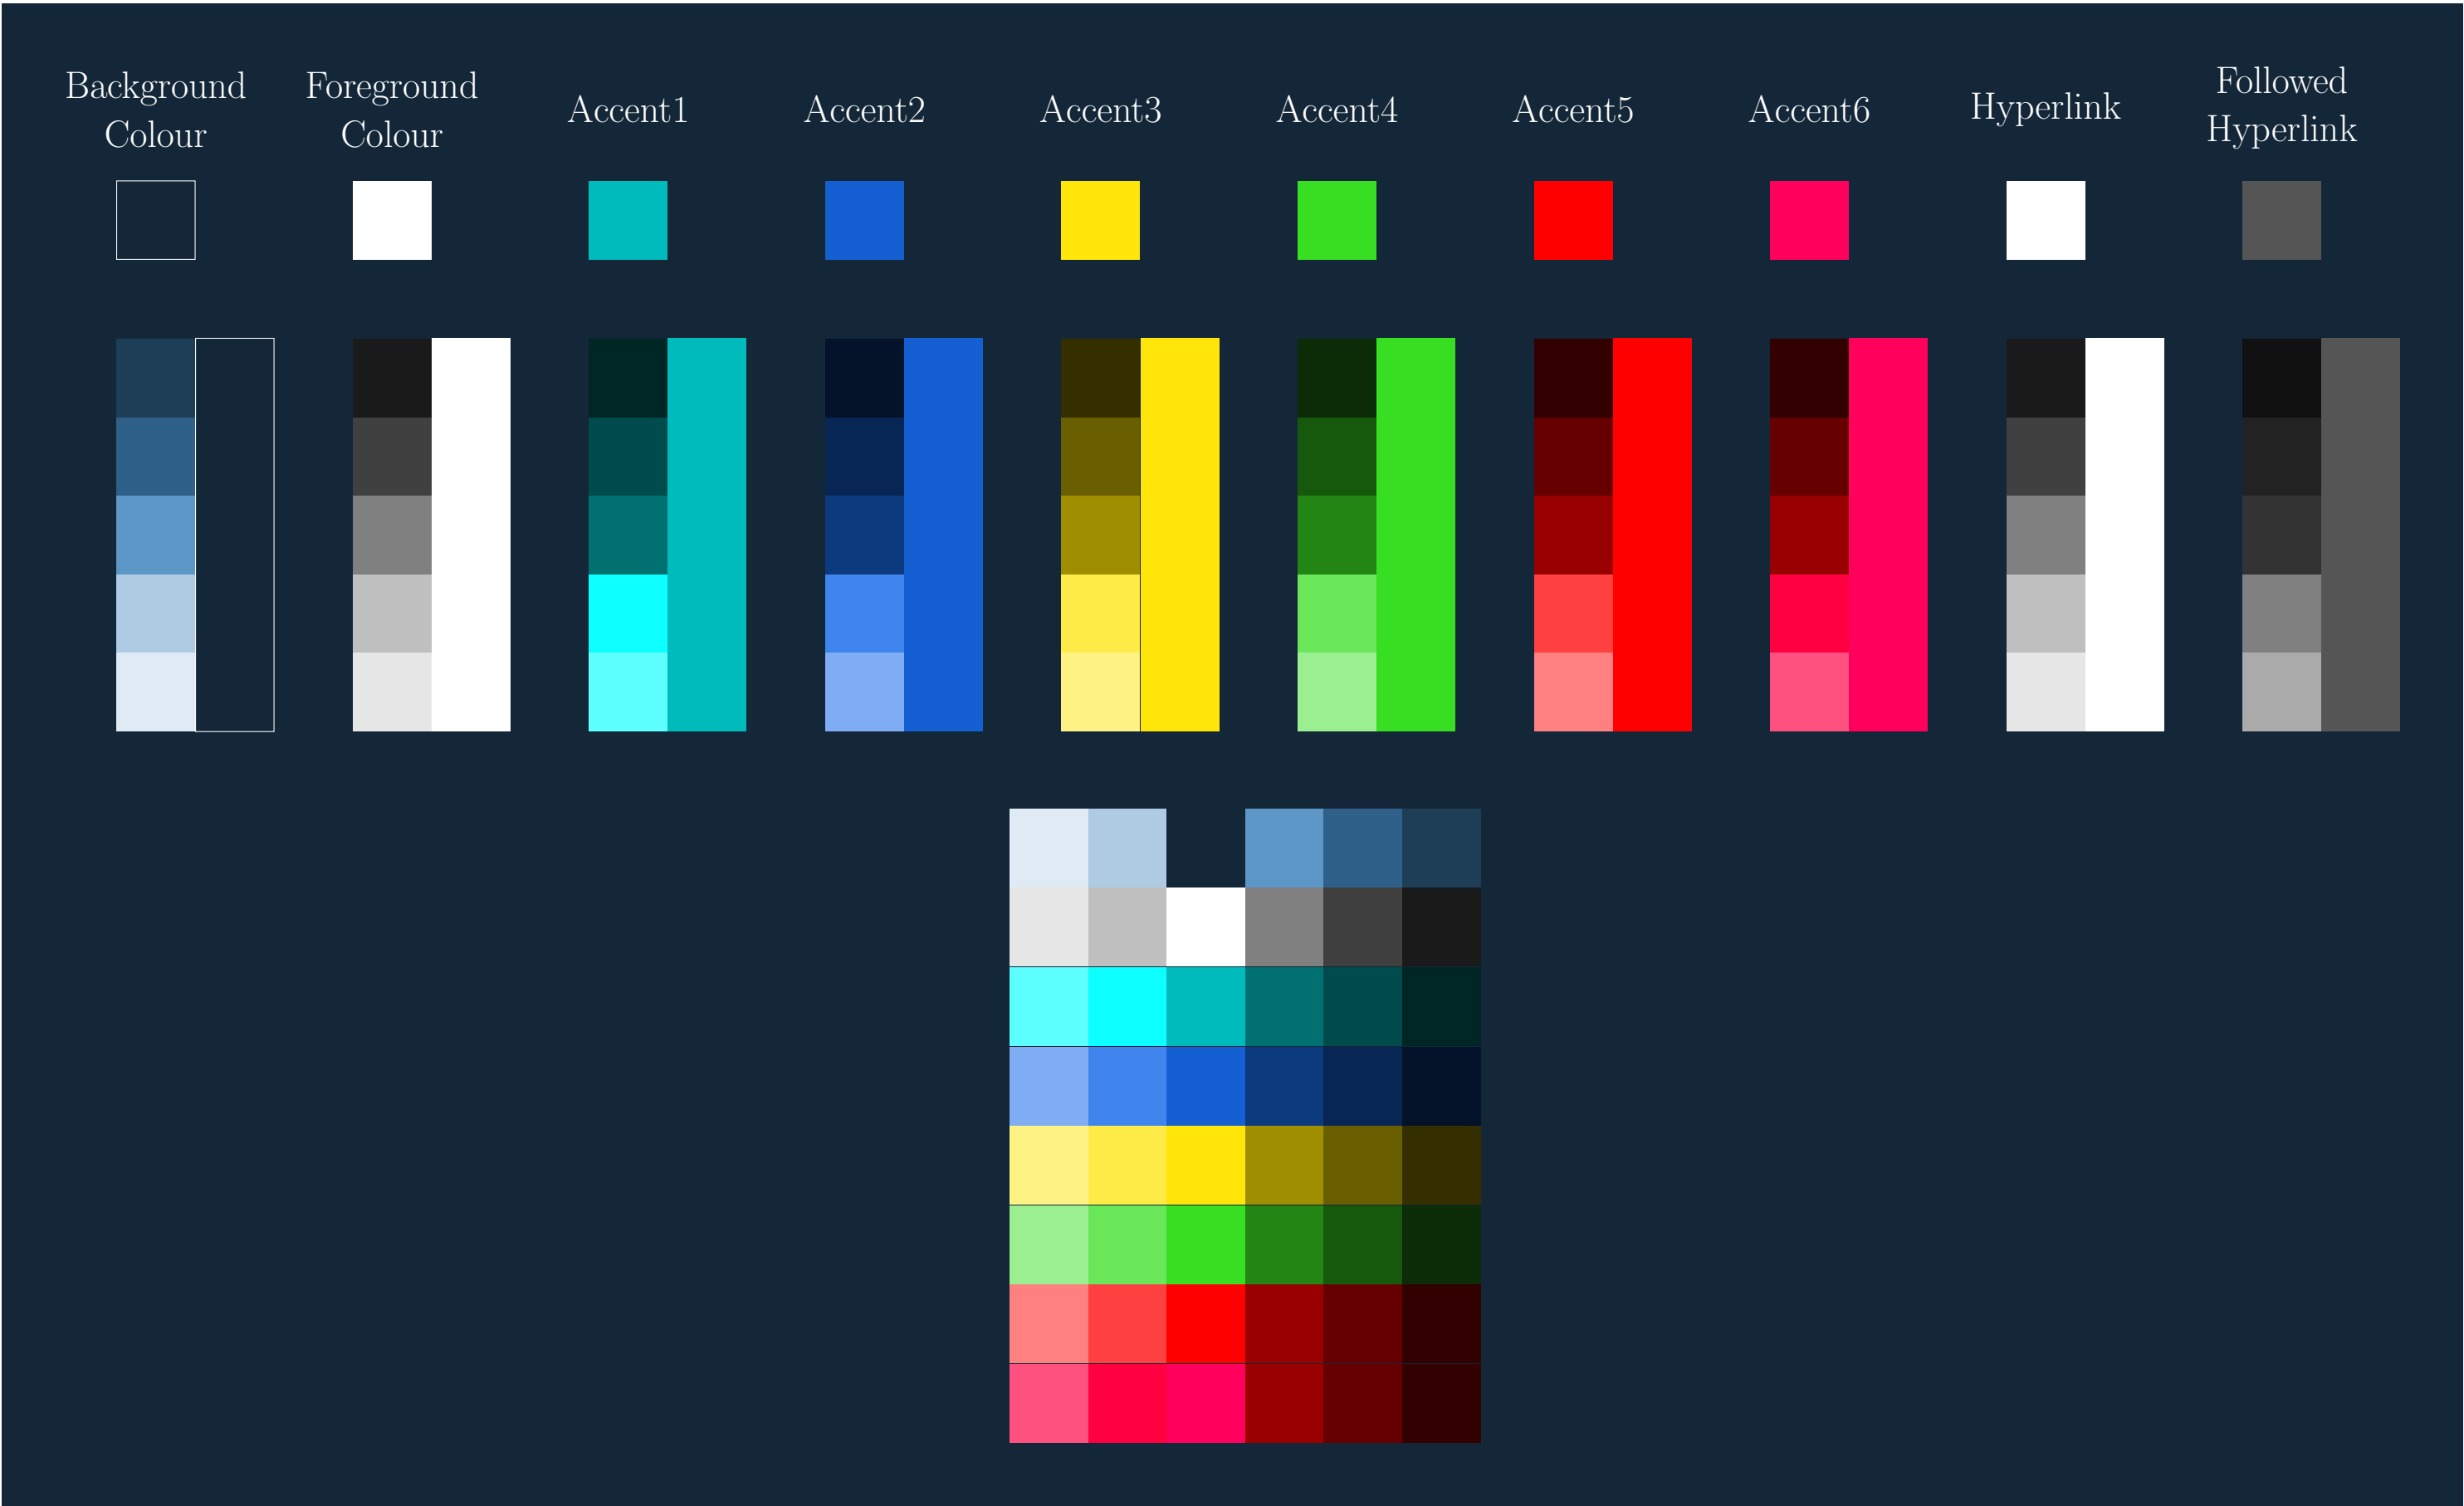 Background
Colour
Foreground
Colour
Accent1
Accent2
Accent3
Accent4
Accent5
Accent6
Hyperlink
Followed
Hyperlink